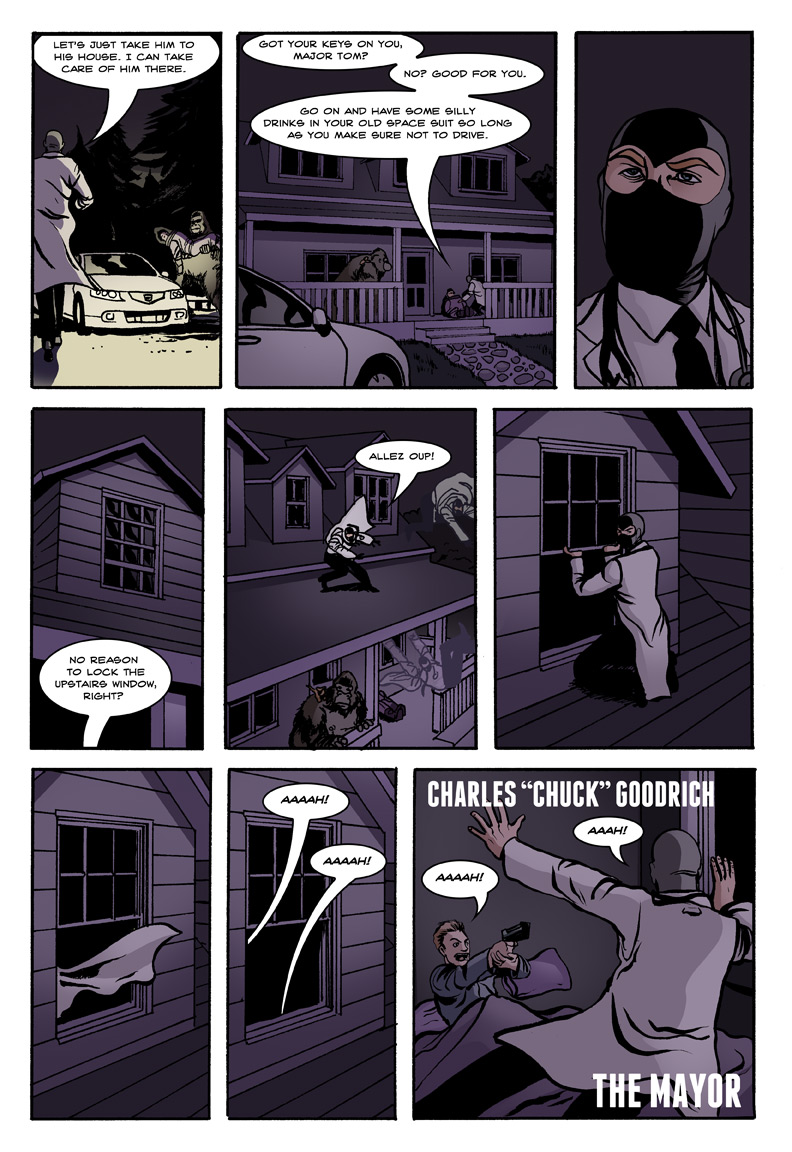 LET'S JUST TAKE HIM TO
HIS HOUSE. I CAN TAKE
CARE OF HIM THERE.
GOT YOUR KEYS ON YOU,
MAJOR TOM?
NO? GOOD FOR YOU.
GO ON AND HAVE SOME SILLY
DRINKS IN YOUR OLD SPACE SUIT SO LONG
AS YOU MAKE SURE NOT TO DRIVE.
NO REASON
TO LOCK THE
UPSTAIRS WINDOW,
RIGHT?
ALLEZ OUP!
AAAAH!
AAAAH!
CHARLES “CHUCK” GOODRICH
AAAH!
AAAAH!
THE MAYOR